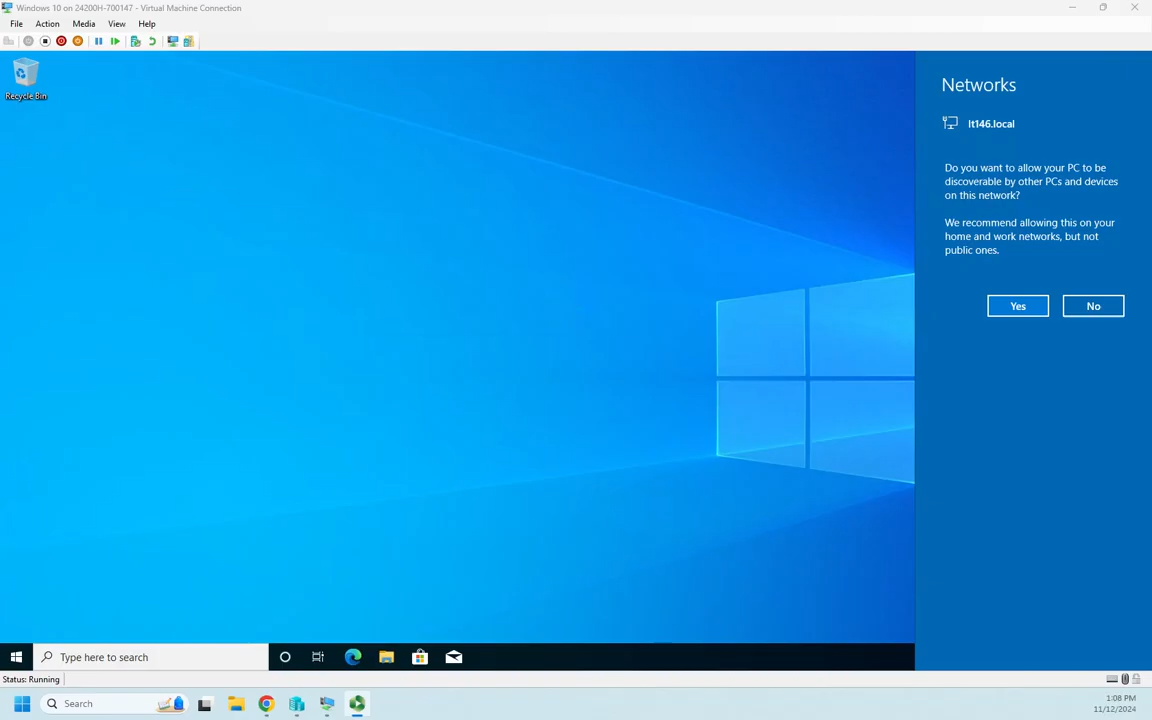 Windows 10 on 24200H-700147 - Virtual Machine Connection
File Action Media View Help
Recycle Bin
Networks
lt146.local
Do you want to allow your PC to be
discoverable by other PCs and devices
on this network?
We recommend allowing this on your
home and work networks, but not
public ones.
Yes No
Type here to search
Status: Running
Search
1:08 PM
11/12/2024